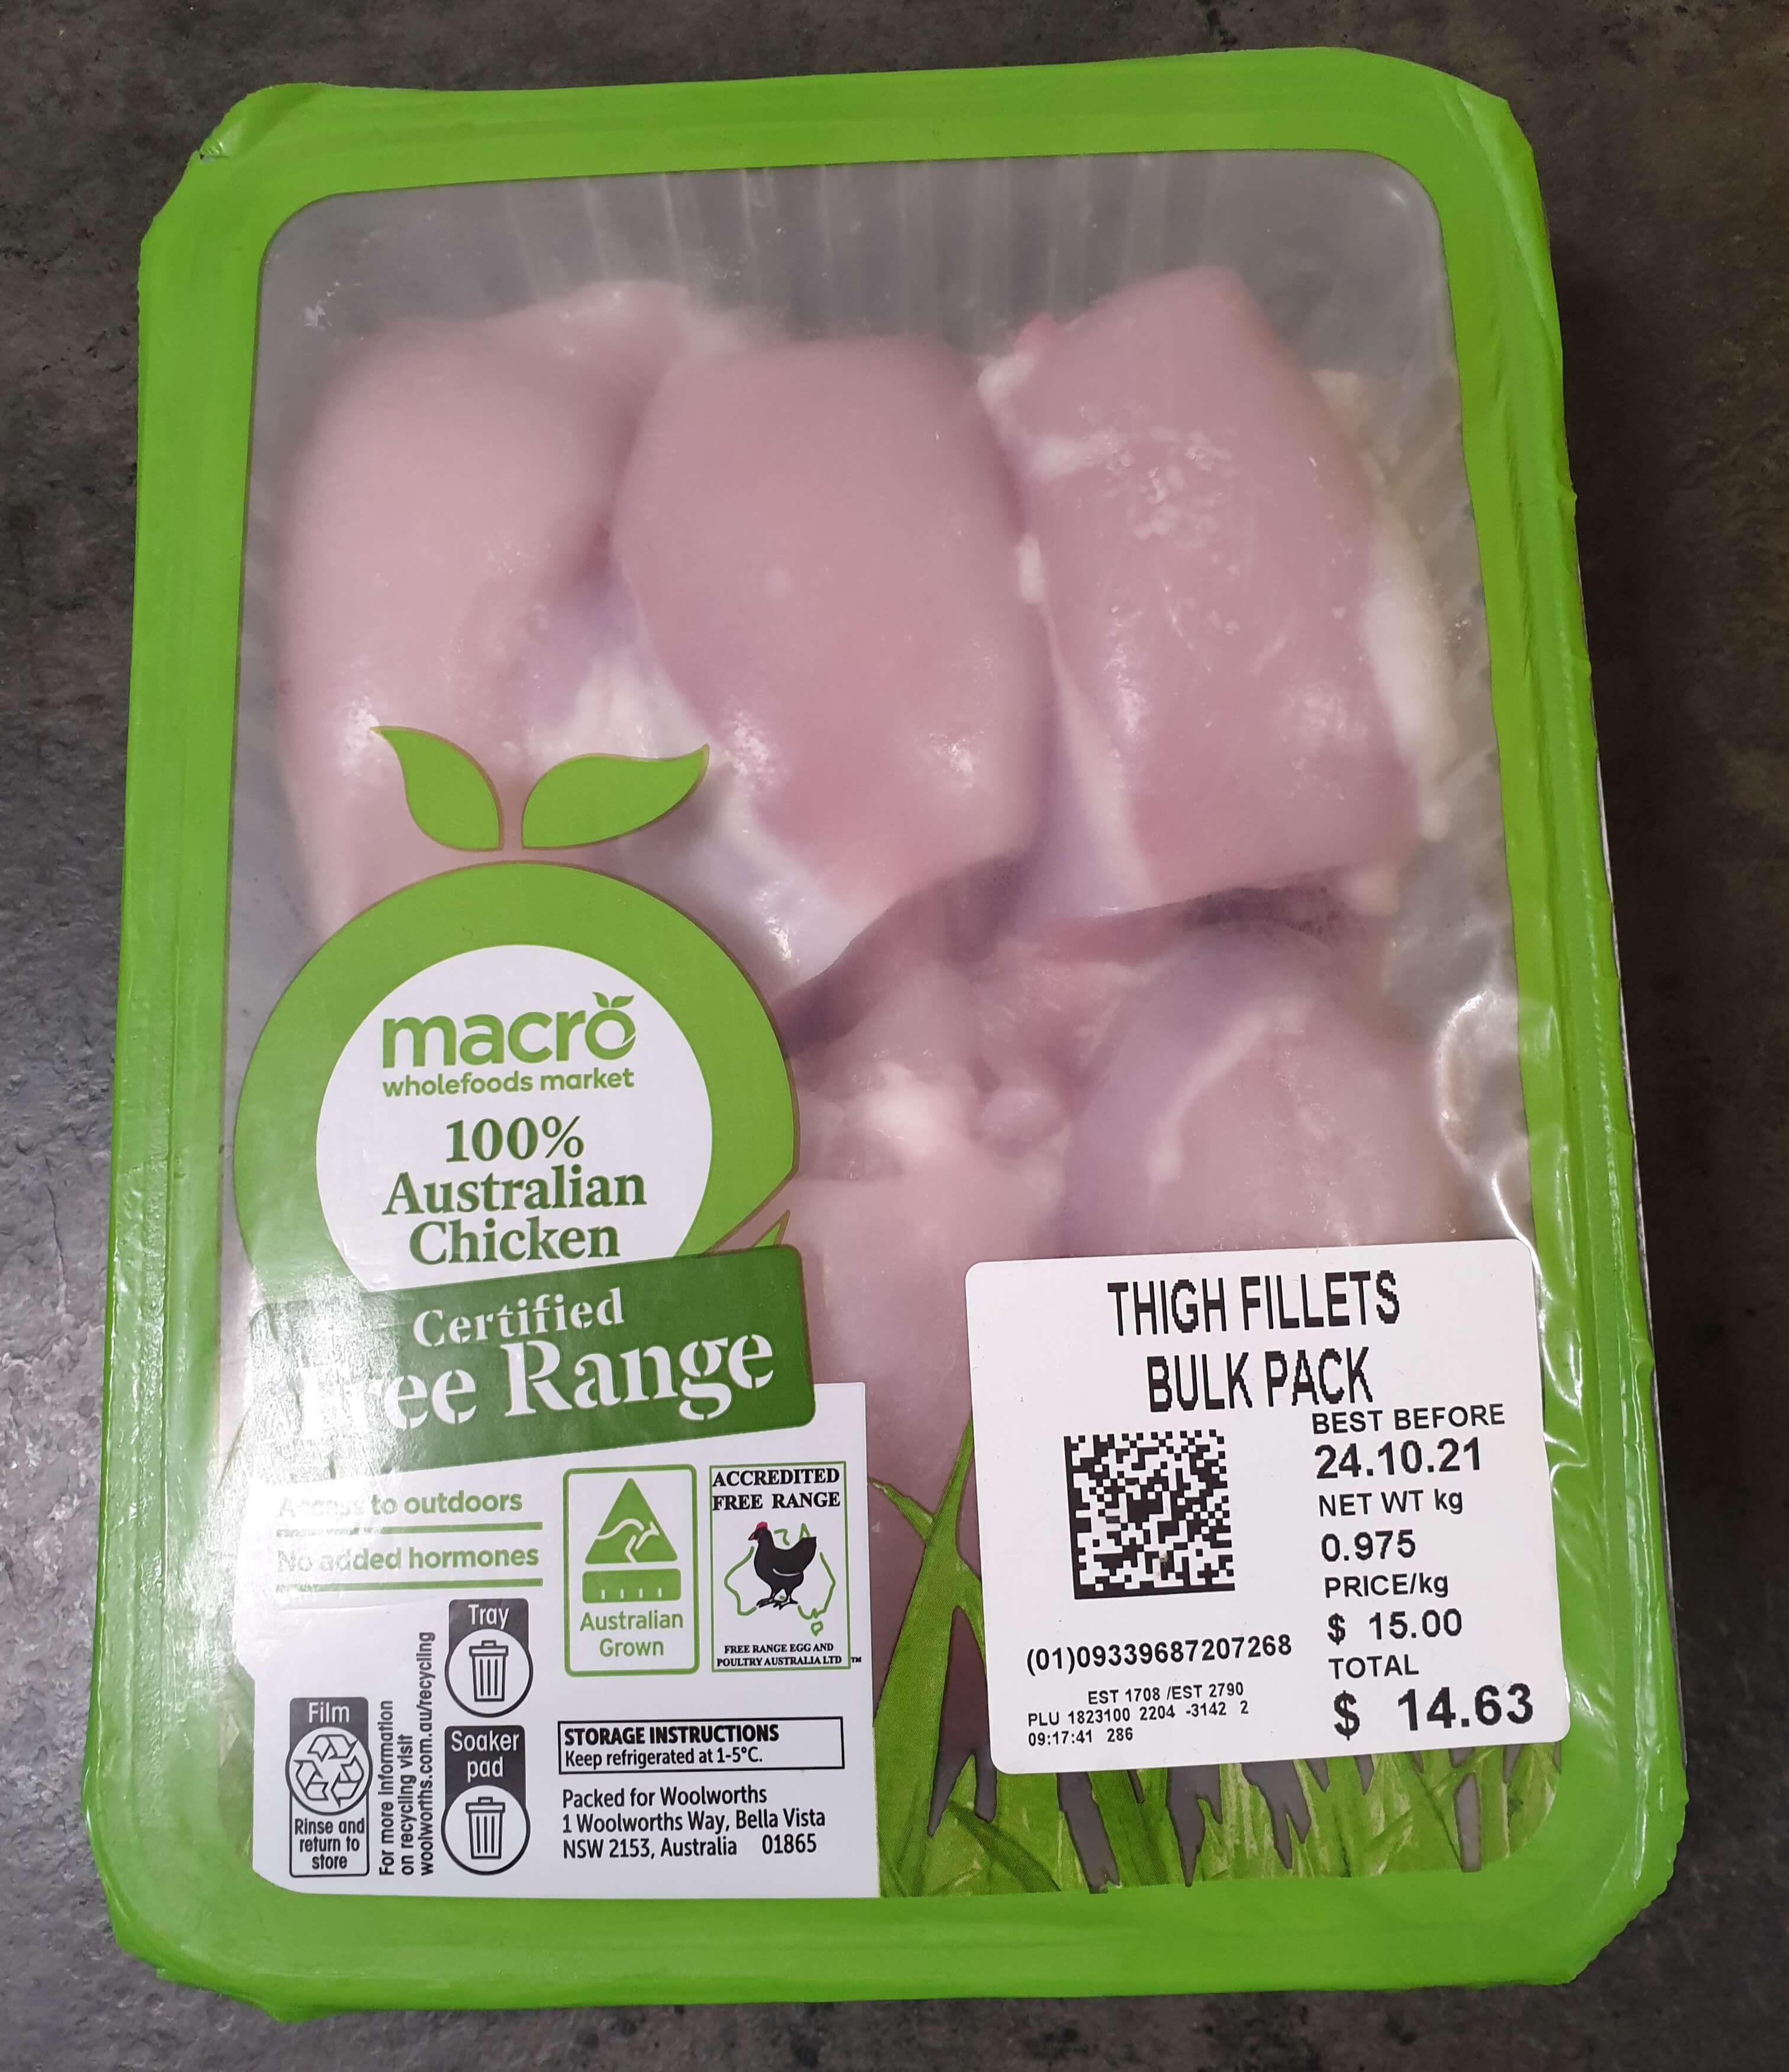 macro
wholefoods market
100%
Australian
Chicken
Certified
Free Range
Access to outdoors
No added hormones
Australian
Grown
ACCREDITED
FREE RANGE
FREE RANGE EGG AND
POULTRY AUSTRALIA LTD ™
Tray
Film
Rinse and
return to
store
For more information
on recycling visit
woolworths.com.au/recycling
Soaker
pad
STORAGE INSTRUCTIONS
Keep refrigerated at 1-5°C.
Packed for Woolworths
1 Woolworths Way, Bella Vista
NSW 2153, Australia 01865
THIGH FILLETS
BULK PACK
BEST BEFORE
24.10.21
NET WT kg
0.975
PRICE/kg
$ 15.00
TOTAL
$ 14.63
(01)09339687207268
EST 1708 /EST 2790
PLU 1823100 2204 -3142 2
09:17:41 286